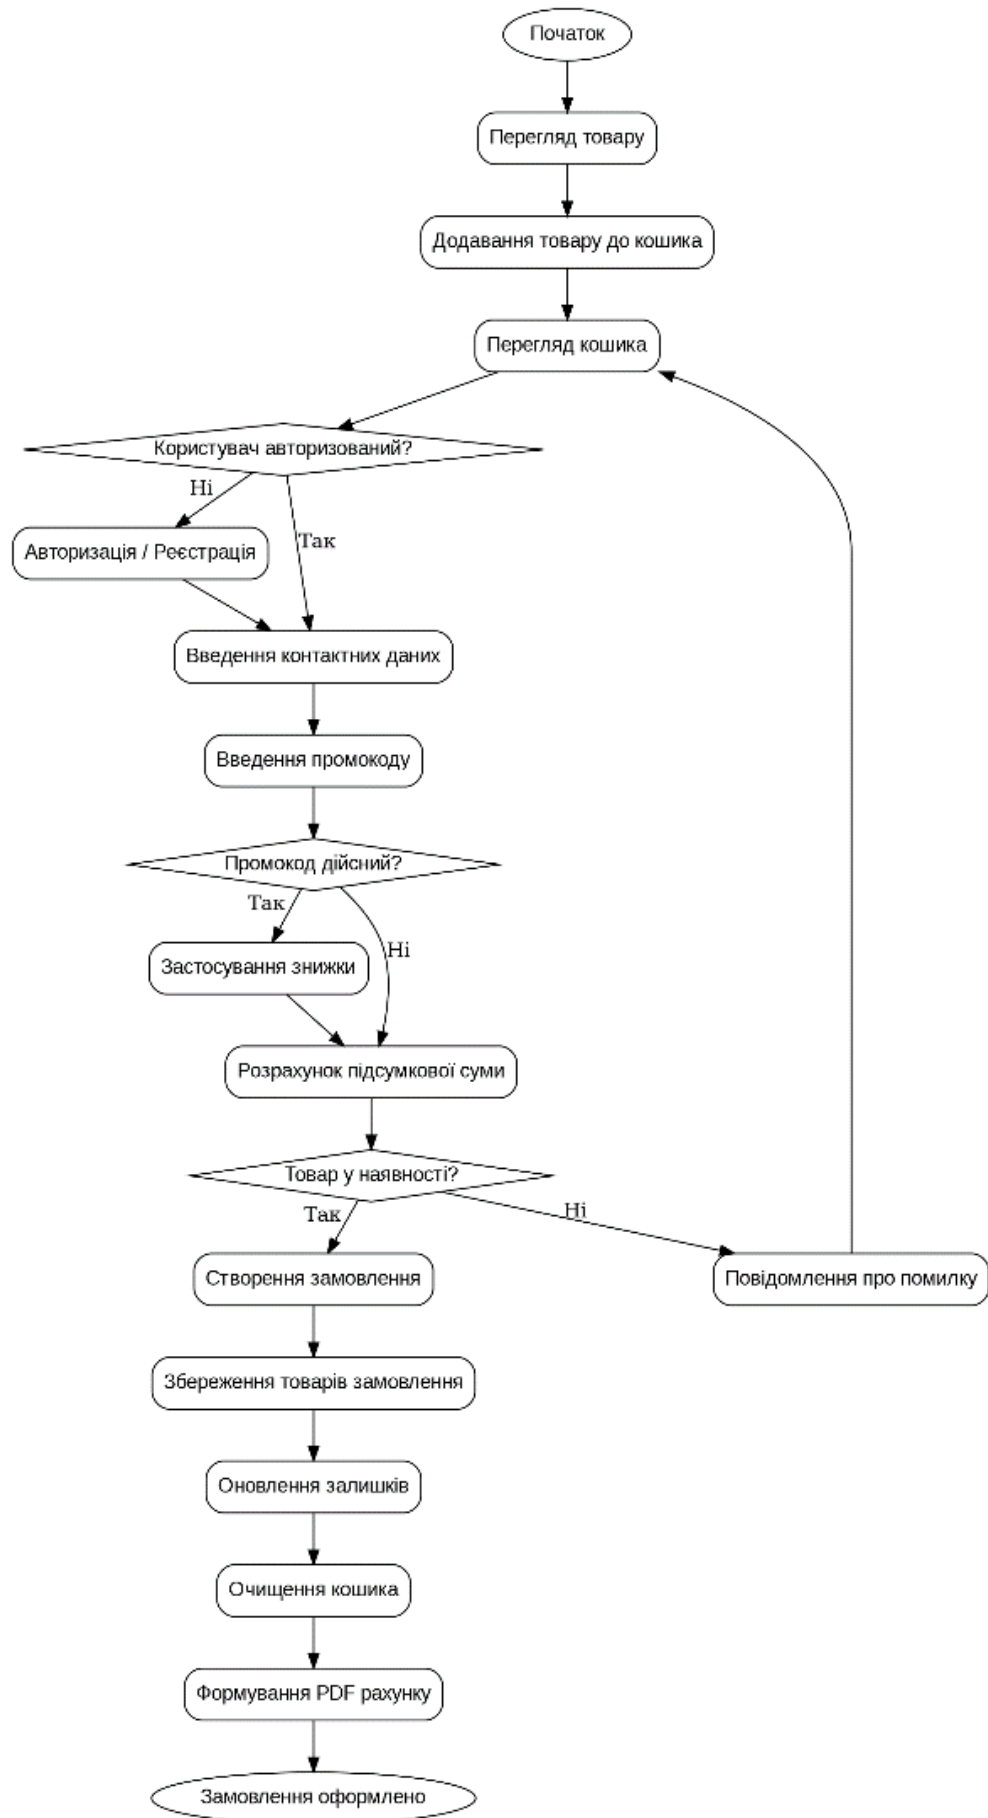 Початок
Перегляд товару
Додавання товару до кошика
Перегляд кошика
Користувач авторизований?
Ні
Так
Авторизація / Реєстрація
Введення контактних даних
Введення промокоду
Промокод дійсний?
Так
Ні
Застосування знижки
Розрахунок підсумкової суми
Товар у наявності?
Так
Ні
Створення замовлення
Повідомлення про помилку
Збереження товарів замовлення
Оновлення залишків
Очищення кошика
Формування PDF рахунку
Замовлення оформлено